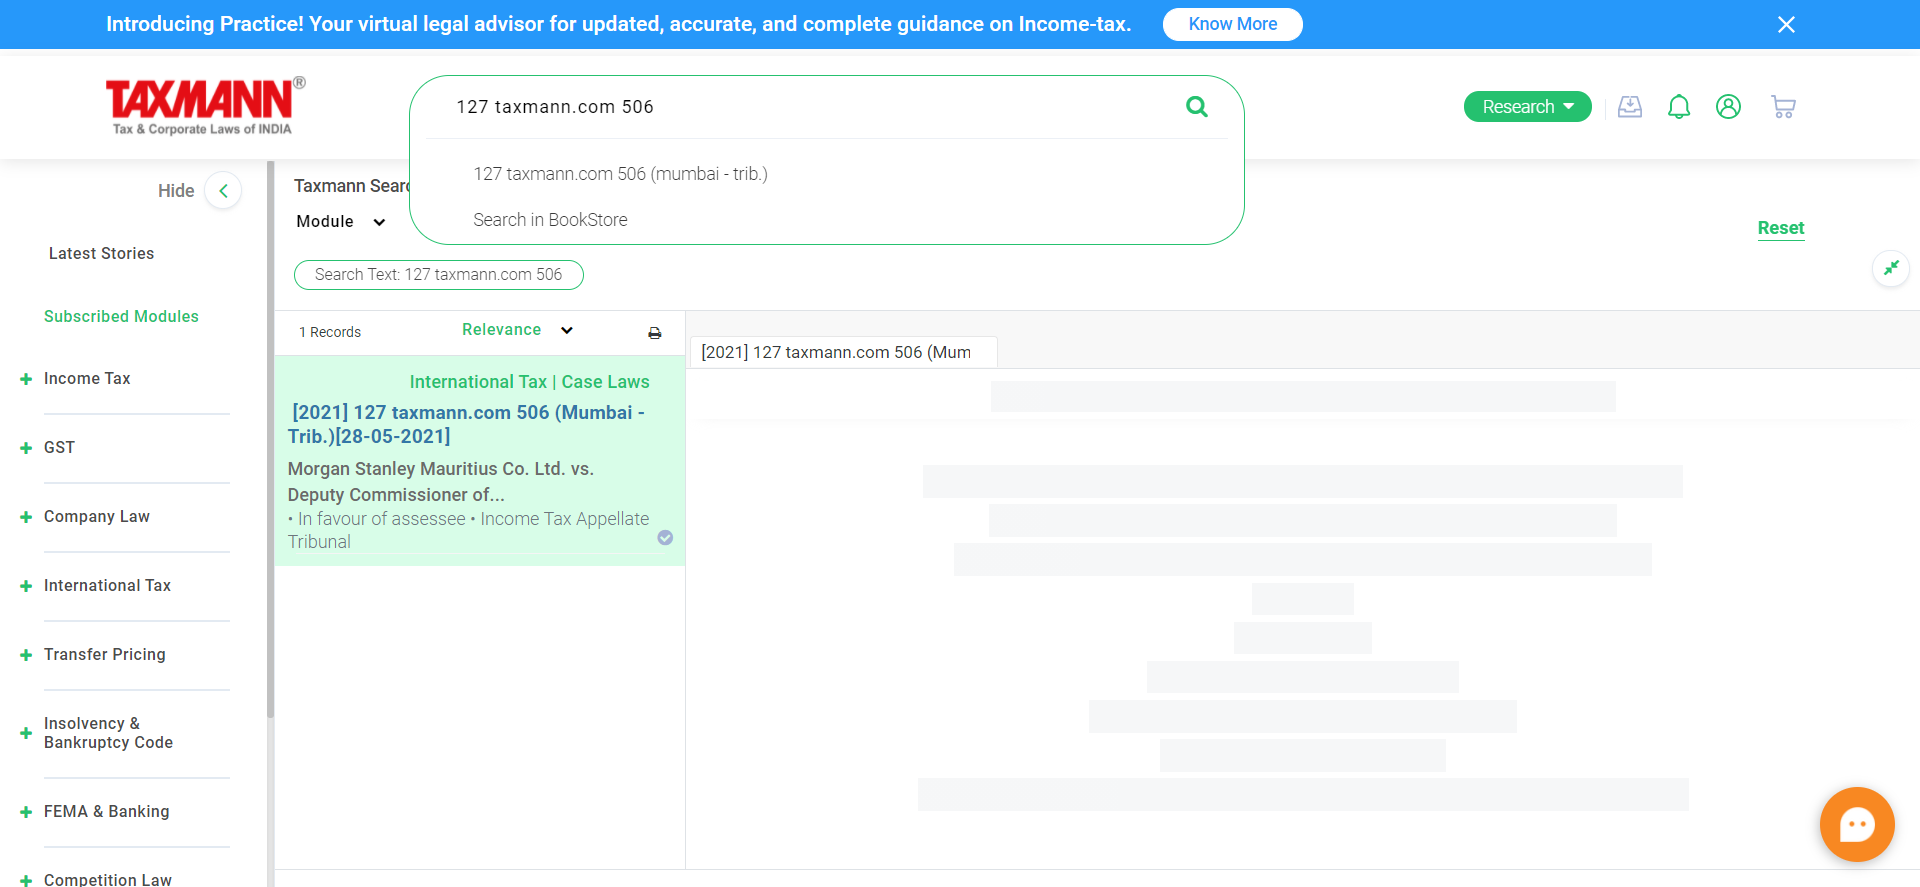 Introducing Practice! Your virtual legal advisor for updated, accurate, and complete guidance on Income-tax.
Know More
TAXMANN®
Tax & Corporate Laws of INDIA
127 taxmann.com 506
Research
127 taxmann.com 506 (mumbai - trib.)
Search in BookStore
Hide
Latest Stories
Subscribed Modules
Income Tax
GST
Company Law
International Tax
Transfer Pricing
Insolvency &
Bankruptcy Code
FEMA & Banking
Competition Law
Taxmann Sear
Module
Reset
Search Text: 127 taxmann.com 506
1 Records
Relevance
International Tax | Case Laws
[2021] 127 taxmann.com 506 (Mumbai -
Trib.)[28-05-2021]
Morgan Stanley Mauritius Co. Ltd. vs.
Deputy Commissioner of...
• In favour of assessee • Income Tax Appellate
Tribunal
[2021] 127 taxmann.com 506 (Mum